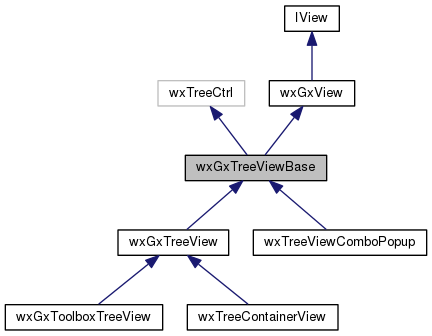 IView
wxTreeCtrl
wxGxView
wxGxTreeViewBase
wxGxTreeView
wxTreeViewComboPopup
wxGxToolboxTreeView
wxTreeContainerView